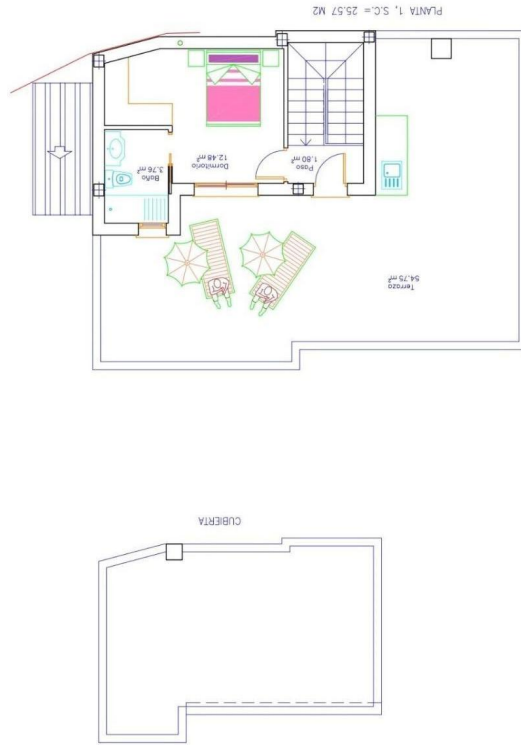 PLANTA 1, S.C.= 25.57 M2
Dormitorio
12.48 m²
Paso
1.80 m²
Baño
3.76 m²
Terraza
54.75 m²
CUBIERTA